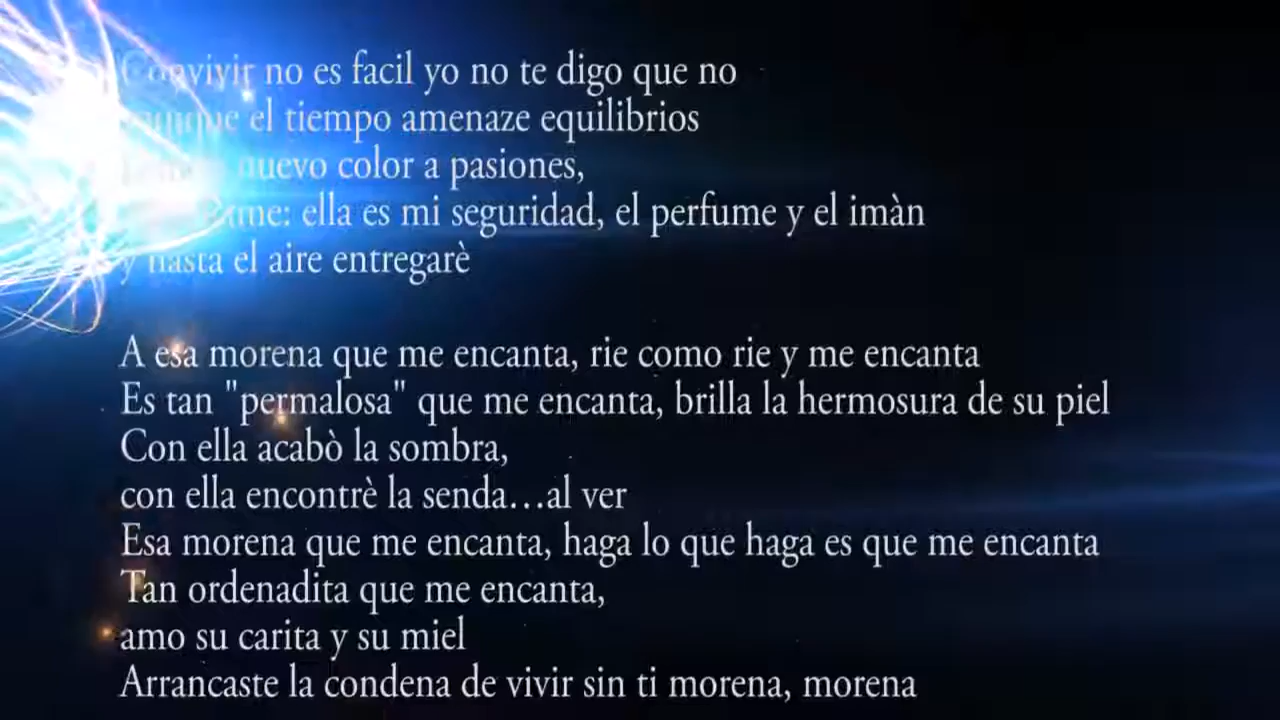 Convivir no es facil yo no te digo que no
aunque el tiempo amenaze equilibrios
nuevo color a pasiones,
ella es mi seguridad, el perfume y el imàn
y hasta el aire entregarè
A esa morena que me encanta, rie como rie y me encanta
Es tan "permalosa" que me encanta, brilla la hermosura de su piel
Con ella acabò la sombra,
con ella encontrè la senda...al ver
Esa morena que me encanta, haga lo que haga es que me encanta
Tan ordenadita que me encanta,
amo su carita y su miel
Arrancaste la condena de vivir sin ti morena, morena